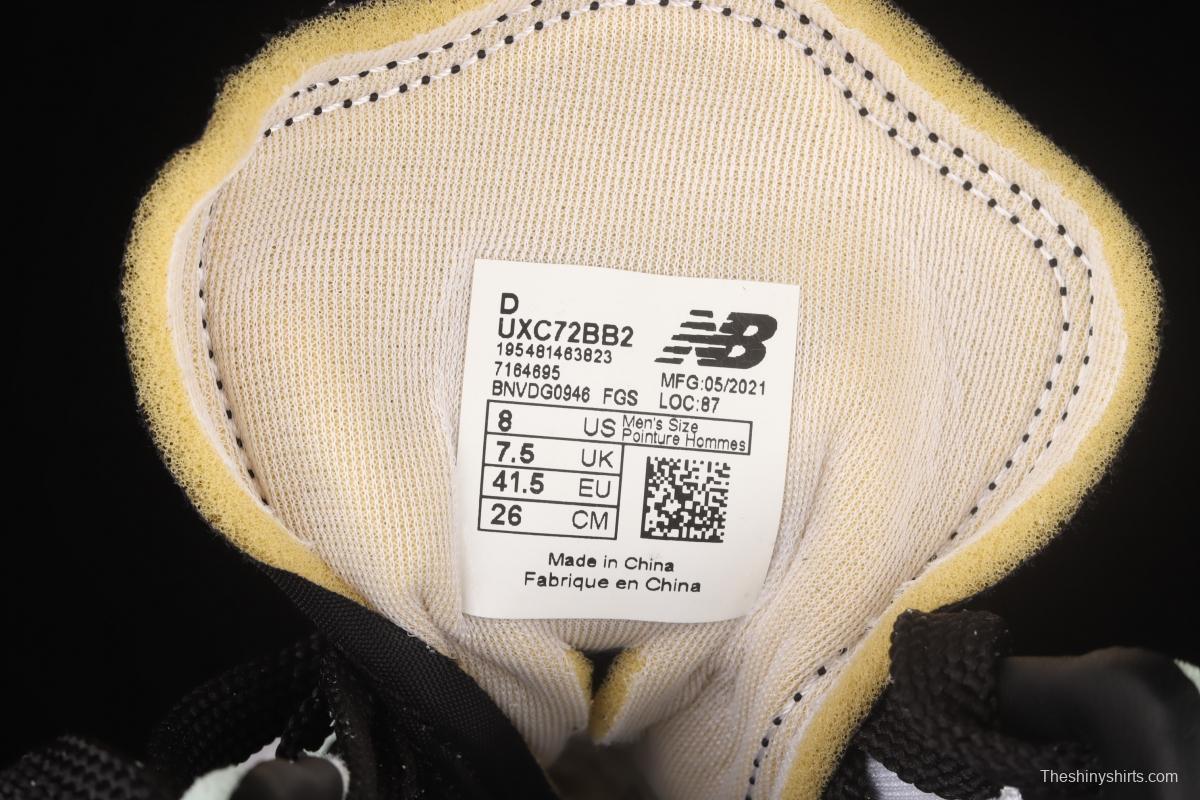 D
UXC72BB2
195481463823
7164695
BNVDG0946 FGS
NB
MFG:05/2021
LOC:87
8 US Men's Size
Pointure Hommes
7.5 UK
41.5 EU
26 CM
Made in China
Fabrique en China
Theshinyshirts.com